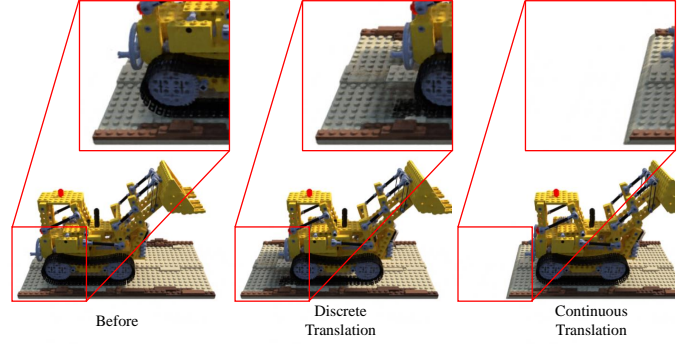 Before
Discrete
Translation
Continuous
Translation